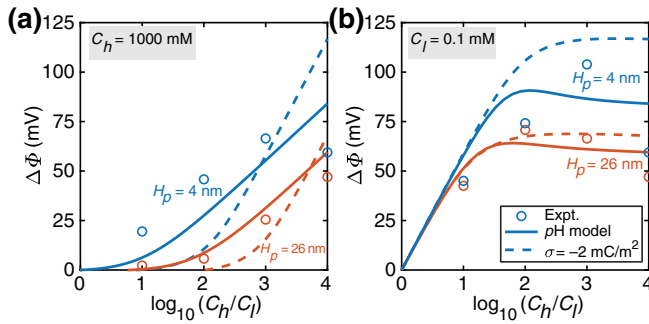 (a)
C_h = 1000 mM
ΔΦ (mV)
125
100
75
50
25
0
H_p = 4 nm
H_p = 26 nm
0 1 2 3 4
log₁₀(C_h/C_l)
(b)
C_l = 0.1 mM
ΔΦ (mV)
125
100
75
50
25
0
H_p = 4 nm
H_p = 26 nm
Expt.
pH model
σ = −2 mC/m²
0 1 2 3 4
log₁₀(C_h/C_l)